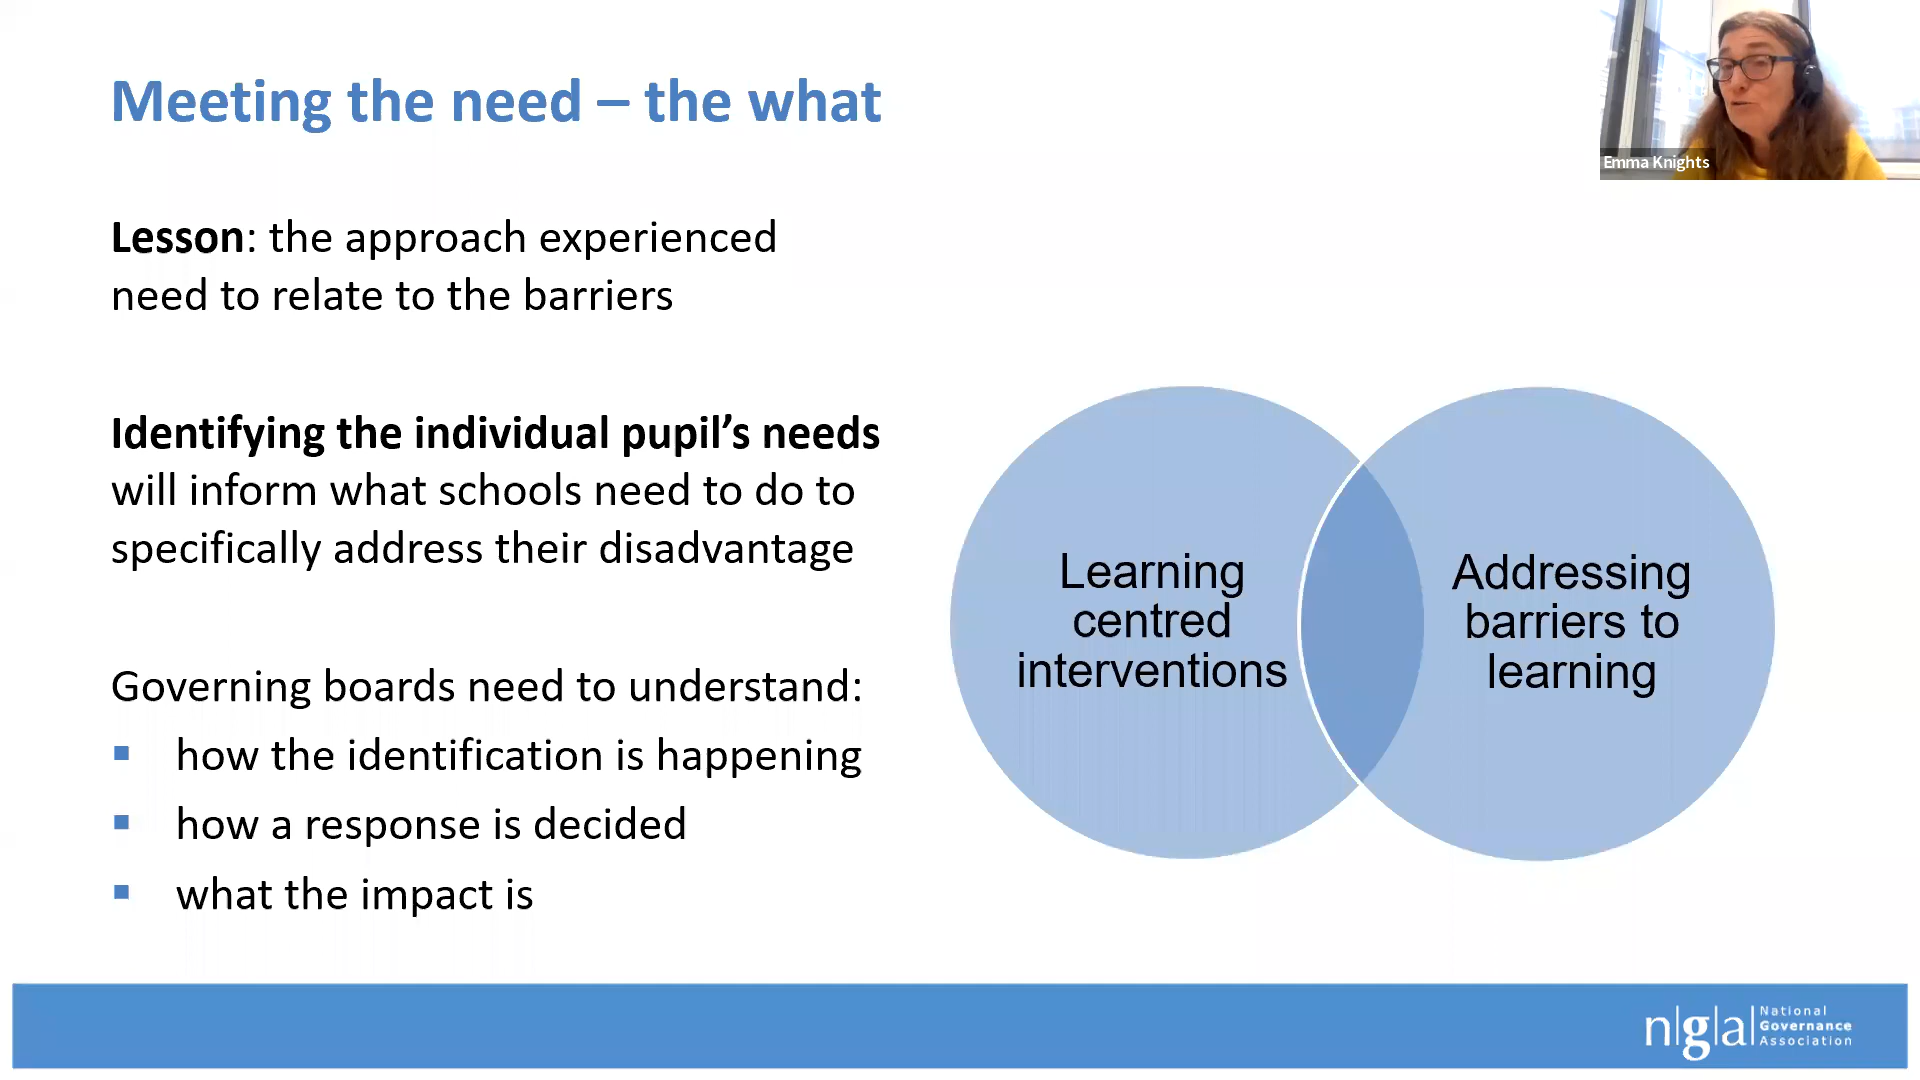 Meeting the need – the what
Emma Knights
Lesson: the approach experienced
need to relate to the barriers
Identifying the individual pupil’s needs
will inform what schools need to do to
specifically address their disadvantage
Governing boards need to understand:
▪ how the identification is happening
▪ how a response is decided
▪ what the impact is
Learning
centred
interventions
Addressing
barriers to
learning
n|g|a|
National
Governance
Association